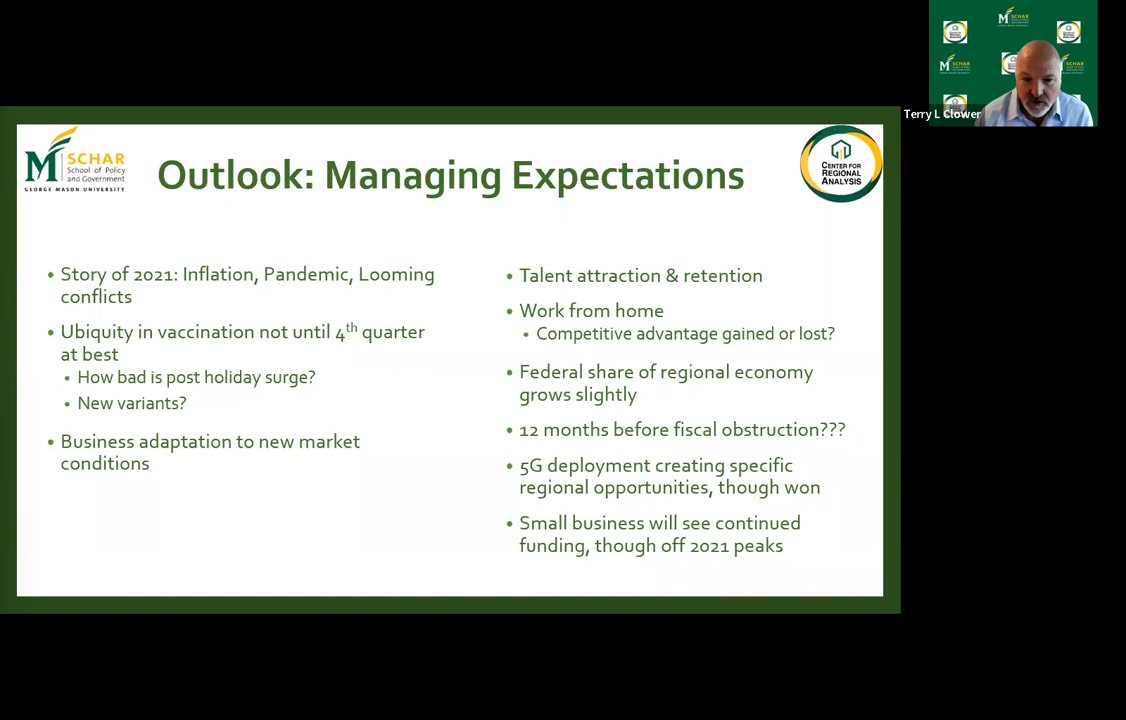 SCHAR
School of Policy
and Government
GEORGE MASON UNIVERSITY
Outlook: Managing Expectations
CENTER FOR
REGIONAL
ANALYSIS
• Story of 2021: Inflation, Pandemic, Looming
conflicts
• Ubiquity in vaccination not until 4th quarter
at best
• How bad is post holiday surge?
• New variants?
• Business adaptation to new market
conditions
• Talent attraction & retention
• Work from home
• Competitive advantage gained or lost?
• Federal share of regional economy
grows slightly
• 12 months before fiscal obstruction???
• 5G deployment creating specific
regional opportunities, though won
• Small business will see continued
funding, though off 2021 peaks
SCHAR
SCHAR
SCHAR
Terry L Clower